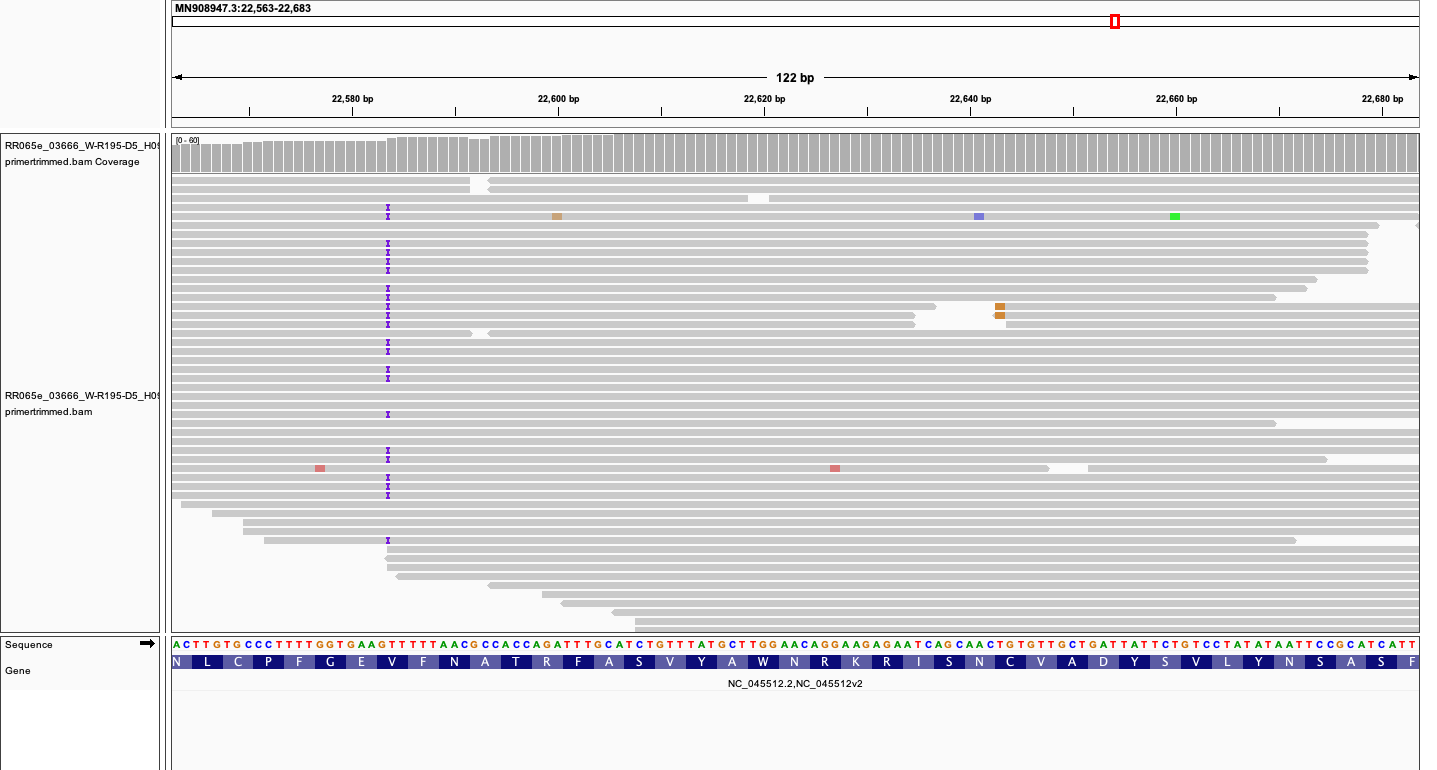 MN908947.3:22,563-22,683
122 bp
22,580 bp 22,600 bp 22,620 bp 22,640 bp 22,660 bp 22,680 bp
RR065e_03666_W-R195-D5_H09
primertrimmed.bam Coverage
[0 - 60]
RR065e_03666_W-R195-D5_H09
primertrimmed.bam
Sequence
ACTTGTGCCCTTTTGGTGAAGTTTTTAACGCCACCAGATTTGCATCTGTTTATGCTTGGAACAGGAAGAGAATCAGCAACTGTGTTGCTGATTATTCTGTCCTATATAATTCCGCATCATT
Gene
N L C P F G E V F N A T R F A S V Y A W N R K R I S N C V A D Y S V L Y N S A S F
NC_045512.2,NC_045512v2